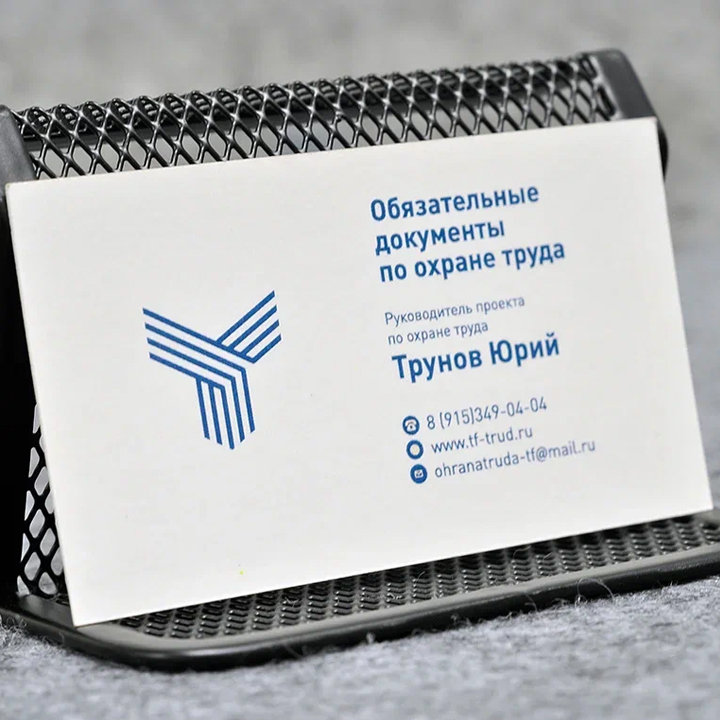 Обязательные
документы
по охране труда
Руководитель проекта
по охране труда
Трунов Юрий
8 (915)349-04-04
www.tf-trud.ru
ohranatruda-tf@mail.ru